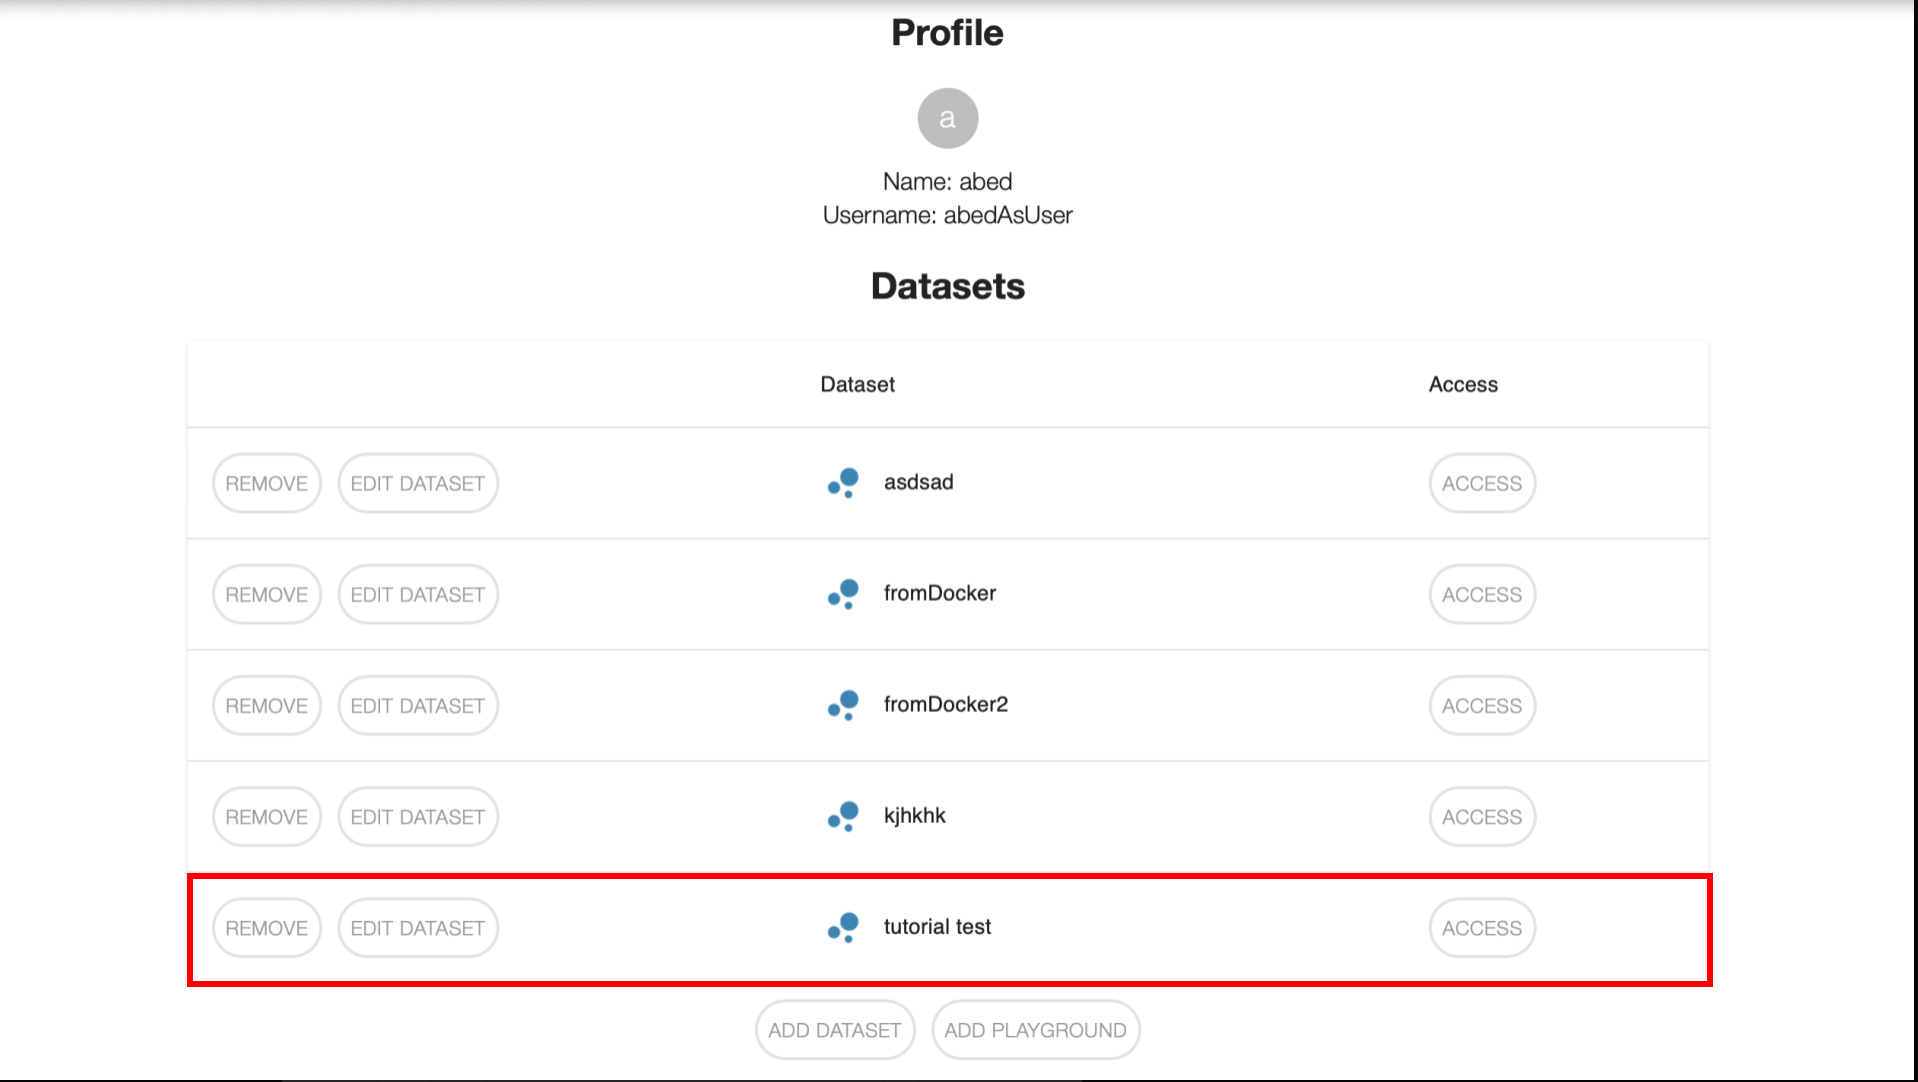 Profile
a
Name: abed
Username: abedAsUser
Datasets
Dataset Access
REMOVE EDIT DATASET asdsad ACCESS
REMOVE EDIT DATASET fromDocker ACCESS
REMOVE EDIT DATASET fromDocker2 ACCESS
REMOVE EDIT DATASET kjhkhk ACCESS
REMOVE EDIT DATASET tutorial test ACCESS
ADD DATASET ADD PLAYGROUND